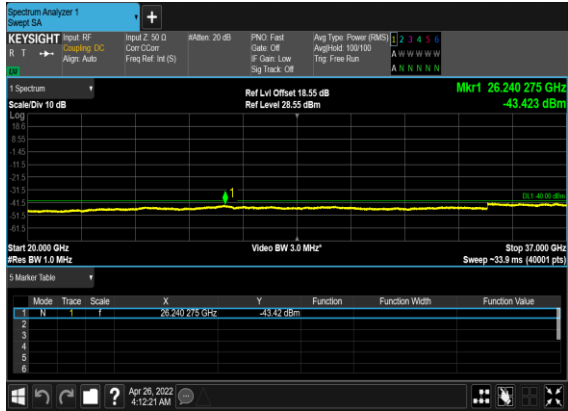 Spectrum Analyzer 1
Swept SA
+
KEYSIGHT Input: RF Input Z: 50 Ω #Atten: 20 dB PNO: Fast Avg Type: Power (RMS) 1 2 3 4 5 6
R T Coupling: DC Corr CCorr Gate: Off Avg|Hold: 100/100 A W W W W W
Align: Auto Freq Ref: Int (S) IF Gain: Low Trig: Free Run
LU Sig Track: Off A N N N N N
1 Spectrum Ref Lvl Offset 18.55 dB Mkr1 26.240 275 GHz
Scale/Div 10 dB Ref Level 28.55 dBm -43.423 dBm
Log
18.6
8.55
-1.45
-11.5
-21.5
-31.5
1
DL1 -40.00 dBm
-41.5
-51.5
-61.5
Start 20.000 GHz Video BW 3.0 MHz* Stop 37.000 GHz
#Res BW 1.0 MHz Sweep ~33.9 ms (40001 pts)
5 Marker Table
Mode Trace Scale X Y Function Function Width Function Value
1 N 1 f 26.240 275 GHz -43.42 dBm
2
3
4
5
6
? Apr 26, 2022
4:12:21 AM